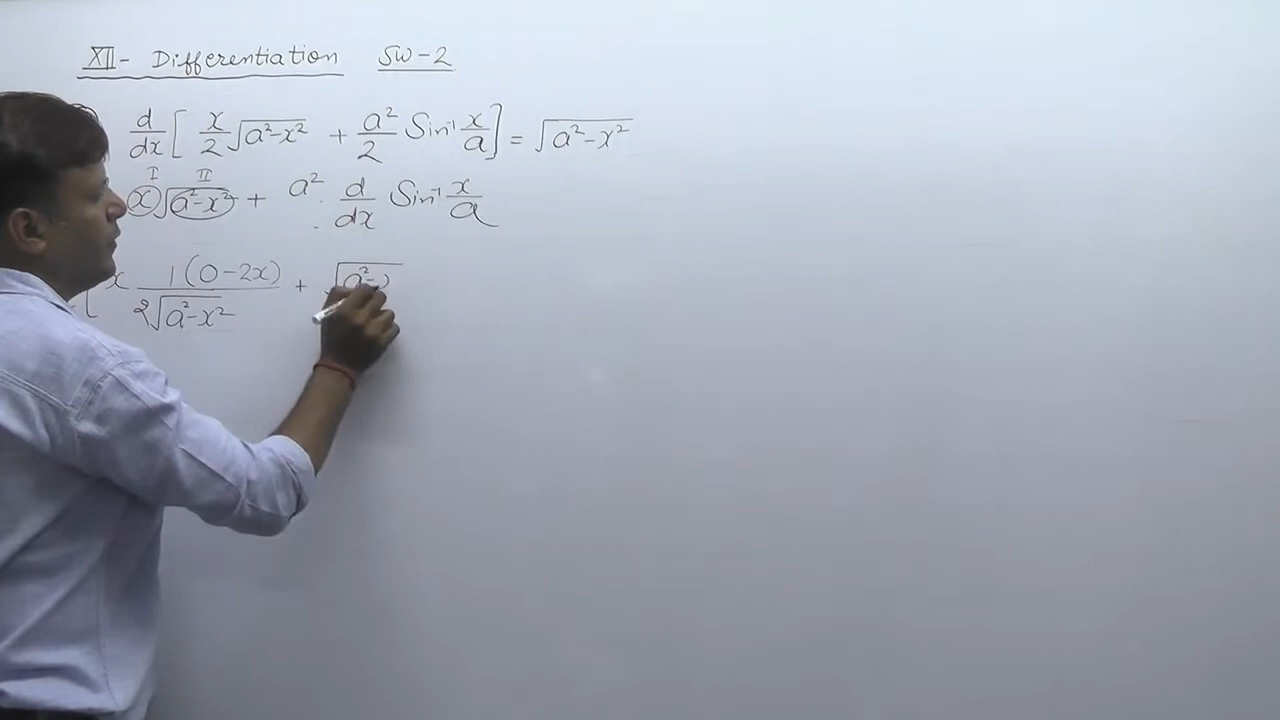 XII- Differentiation SW-2
d/dx [ x/2 √a²-x² + a²/2 Sin⁻¹ x/a ] = √a²-x²
I II
x √a²-x² + a² . d/dx Sin⁻¹ x/a
{ x 1(0-2x)/2√a²-x² + √a²-